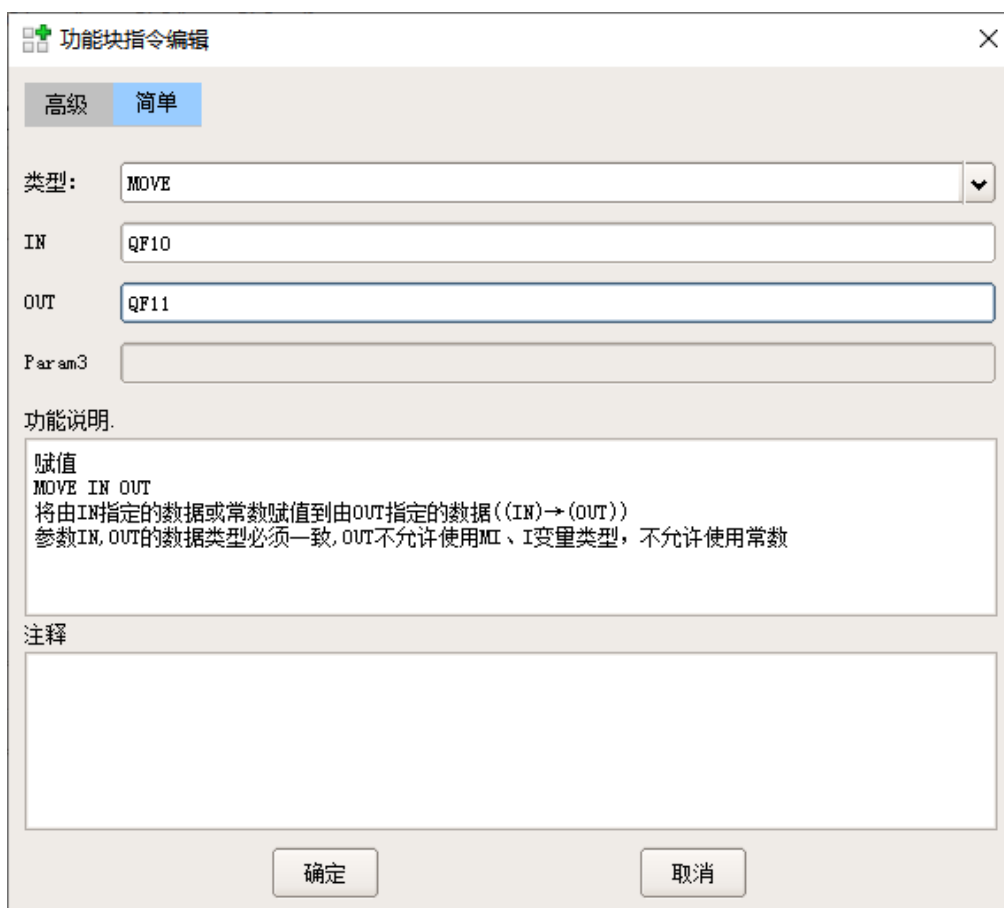 功能块指令编辑
高级 简单
类型: MOVE
IN QF10
OUT QF11
Param3
功能说明.
赋值
MOVE IN OUT
将由IN指定的数据或常数赋值到由OUT指定的数据((IN)→(OUT))
参数IN,OUT的数据类型必须一致,OUT不允许使用MI、I变量类型，不允许使用常数
注释
确定 取消